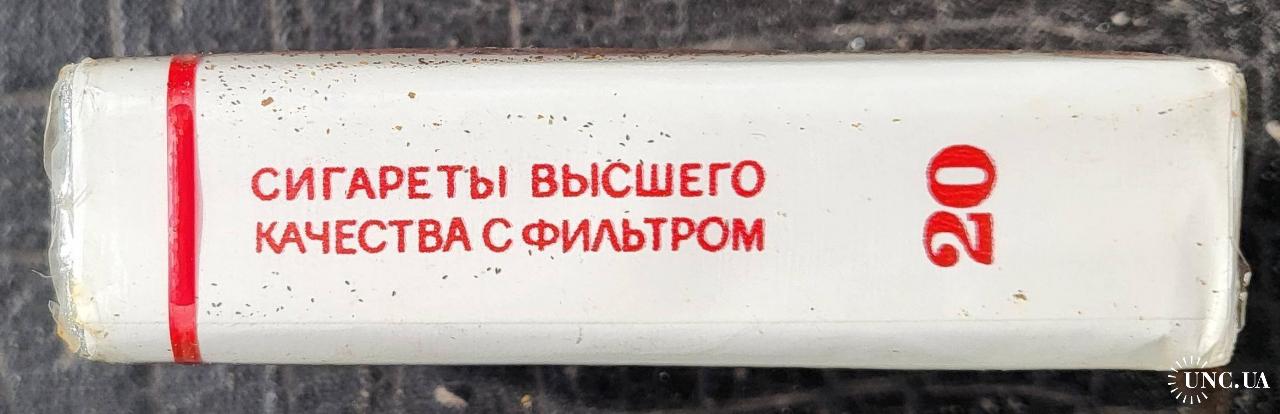 СИГАРЕТЫ ВЫСШЕГО
КАЧЕСТВА С ФИЛЬТРОМ
20
UNC.UA